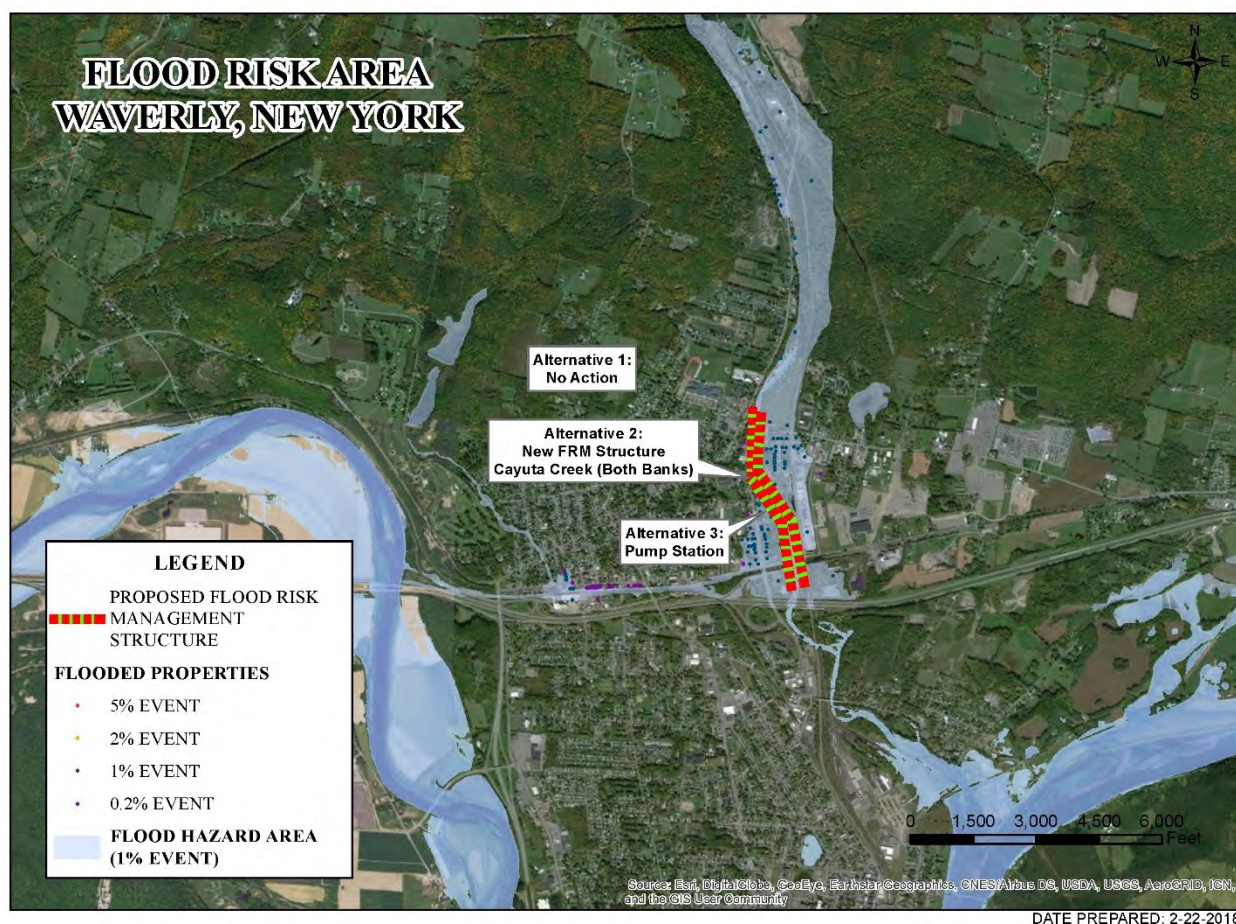 FLOOD RISK AREA
WAVERLY, NEW YORK
N
W E
S
Alternative 1:
No Action
Alternative 2:
New FRM Structure
Cayuta Creek (Both Banks)
Alternative 3:
Pump Station
LEGEND
PROPOSED FLOOD RISK
MANAGEMENT
STRUCTURE
FLOODED PROPERTIES
5% EVENT
2% EVENT
1% EVENT
0.2% EVENT
FLOOD HAZARD AREA
(1% EVENT)
0 1,500 3,000 4,500 6,000
Feet
Source: Esri, DigitalGlobe, GeoEye, Earthstar Geographics, CNES/Airbus DS, USDA, USGS, AeroGRID, IGN,
and the GIS User Community
DATE PREPARED: 2-22-2018